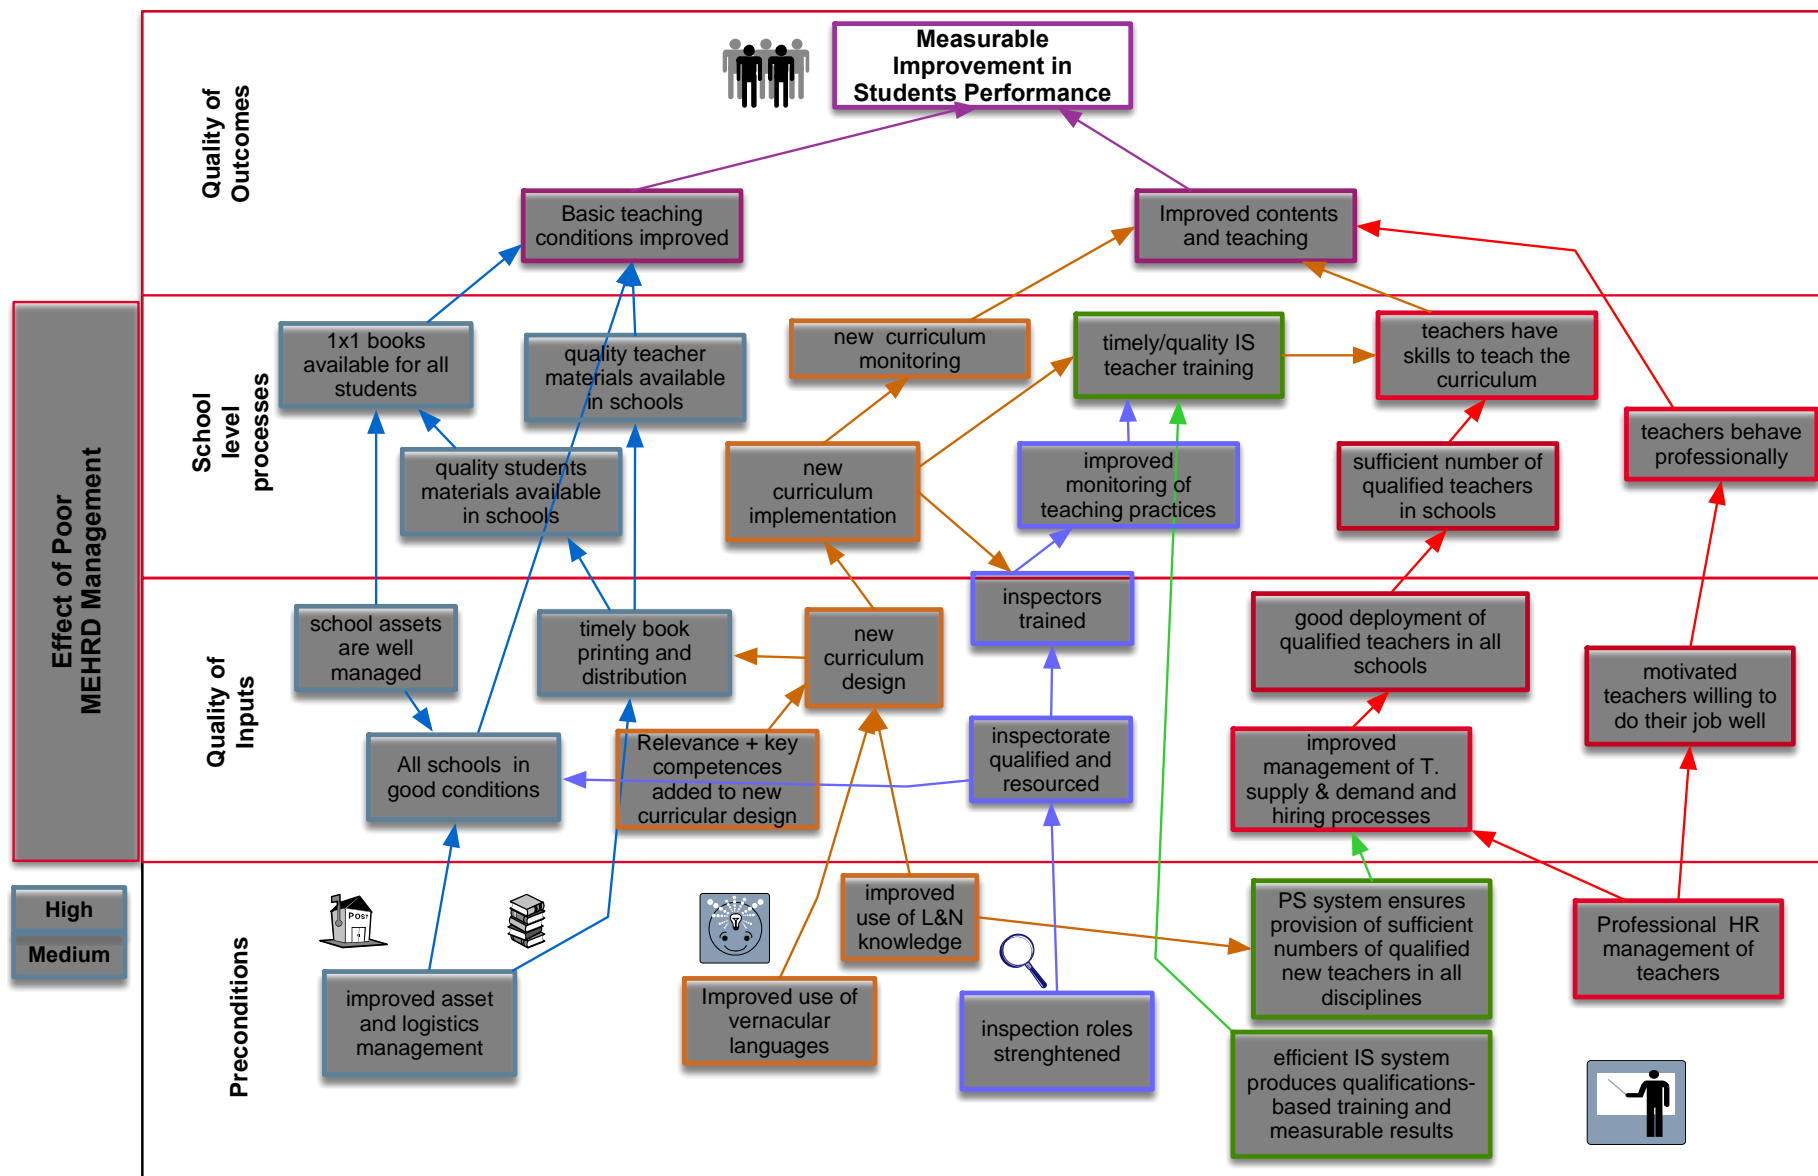 Measurable
Improvement in
Students Performance
Quality of
Outcomes
Basic teaching
conditions improved
Improved contents
and teaching
Effect of Poor
MEHRD Management
School
level
processes
1x1 books
available for all
students
quality teacher
materials available
in schools
new  curriculum
monitoring
timely/quality IS
teacher training
teachers have
skills to teach the
curriculum
teachers behave
professionally
quality students
materials available
in schools
new
curriculum
implementation
improved
monitoring of
teaching practices
sufficient number of
qualified teachers
in schools
Quality of
Inputs
school assets
are well
managed
timely book
printing and
distribution
new
curriculum
design
inspectors
trained
good deployment of
qualified teachers in all
schools
motivated
teachers willing to
do their job well
All schools  in
good conditions
Relevance + key
competences
added to new
curricular design
inspectorate
qualified and
resourced
improved
management of T.
supply & demand and
hiring processes
High
Medium
Preconditions
POST
improved asset
and logistics
management
Improved use of
vernacular
languages
improved
use of L&N
knowledge
inspection roles
strenghtened
PS system ensures
provision of sufficient
numbers of qualified
new teachers in all
disciplines
Professional  HR
management of
teachers
efficient IS system
produces qualifications-
based training and
measurable results